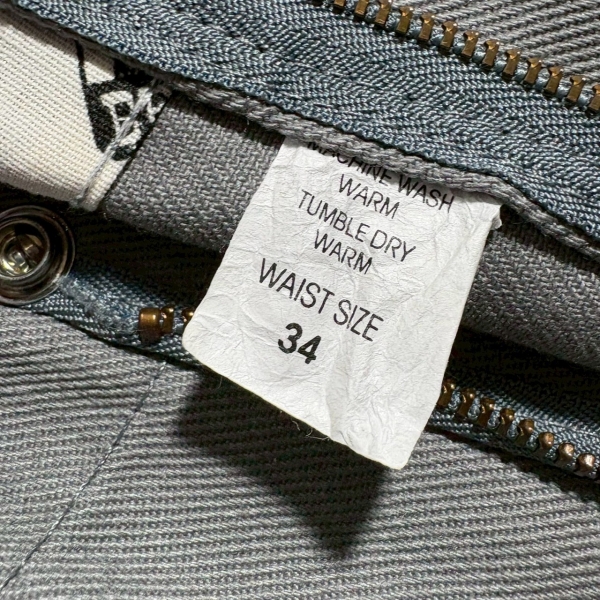 MACHINE WASH
WARM
TUMBLE DRY
WARM
WAIST SIZE
34